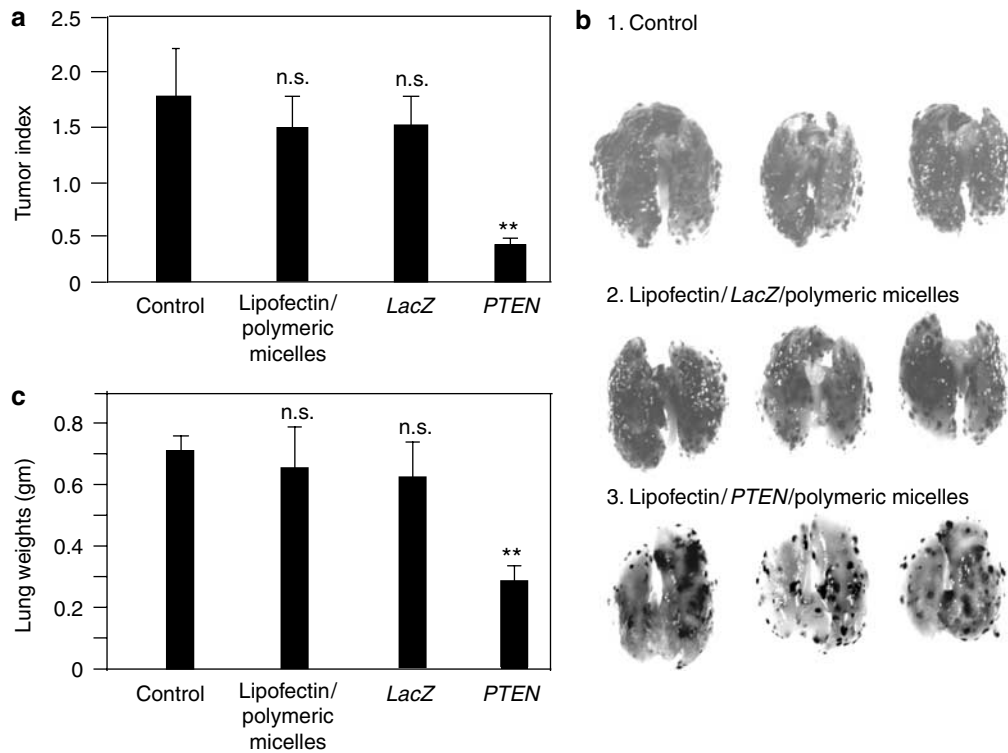 a
2.5
2.0
1.5
1.0
0.5
0
Tumor index
n.s.
n.s.
**
Control
Lipofectin/
polymeric
micelles
LacZ
PTEN
b 1. Control
2. Lipofectin/LacZ/polymeric micelles
3. Lipofectin/PTEN/polymeric micelles
c
0.8
0.6
0.4
0.2
0
Lung weights (gm)
n.s.
n.s.
**
Control
Lipofectin/
polymeric
micelles
LacZ
PTEN